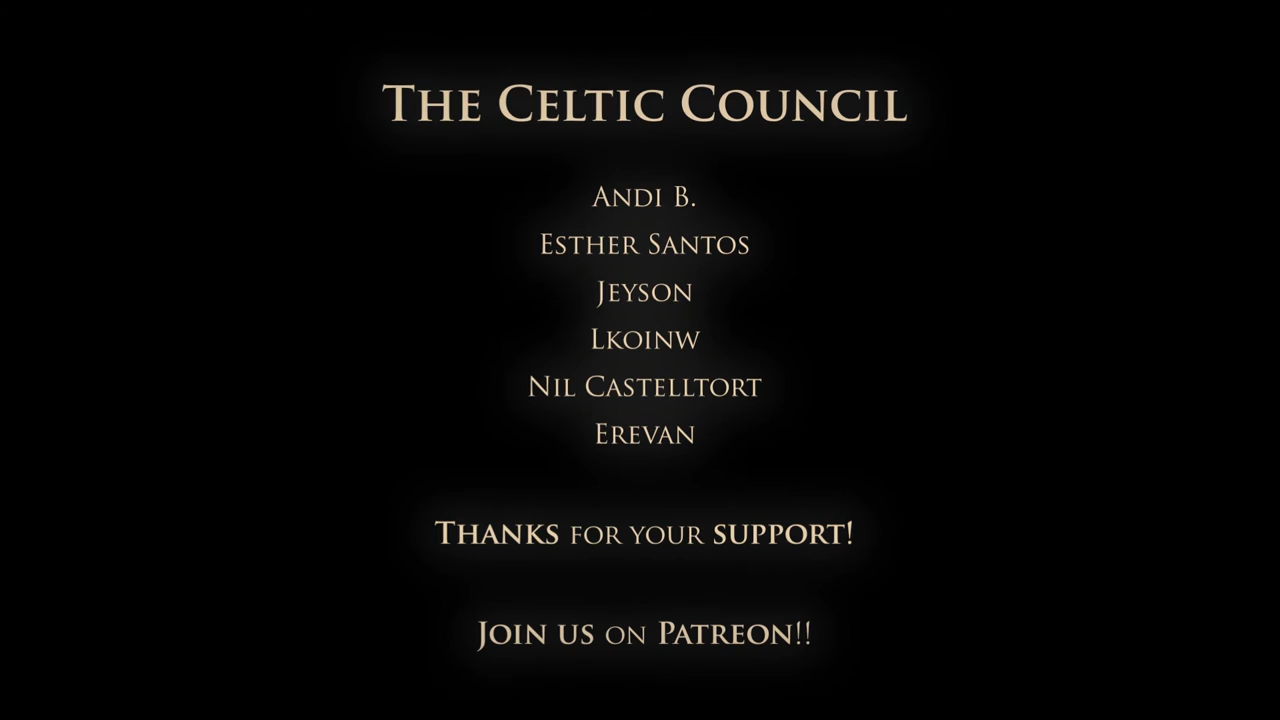 The Celtic Council
Andi B.
Esther Santos
Jeyson
Lkoinw
Nil Castelltort
Erevan
Thanks for your support!
Join us on Patreon!!